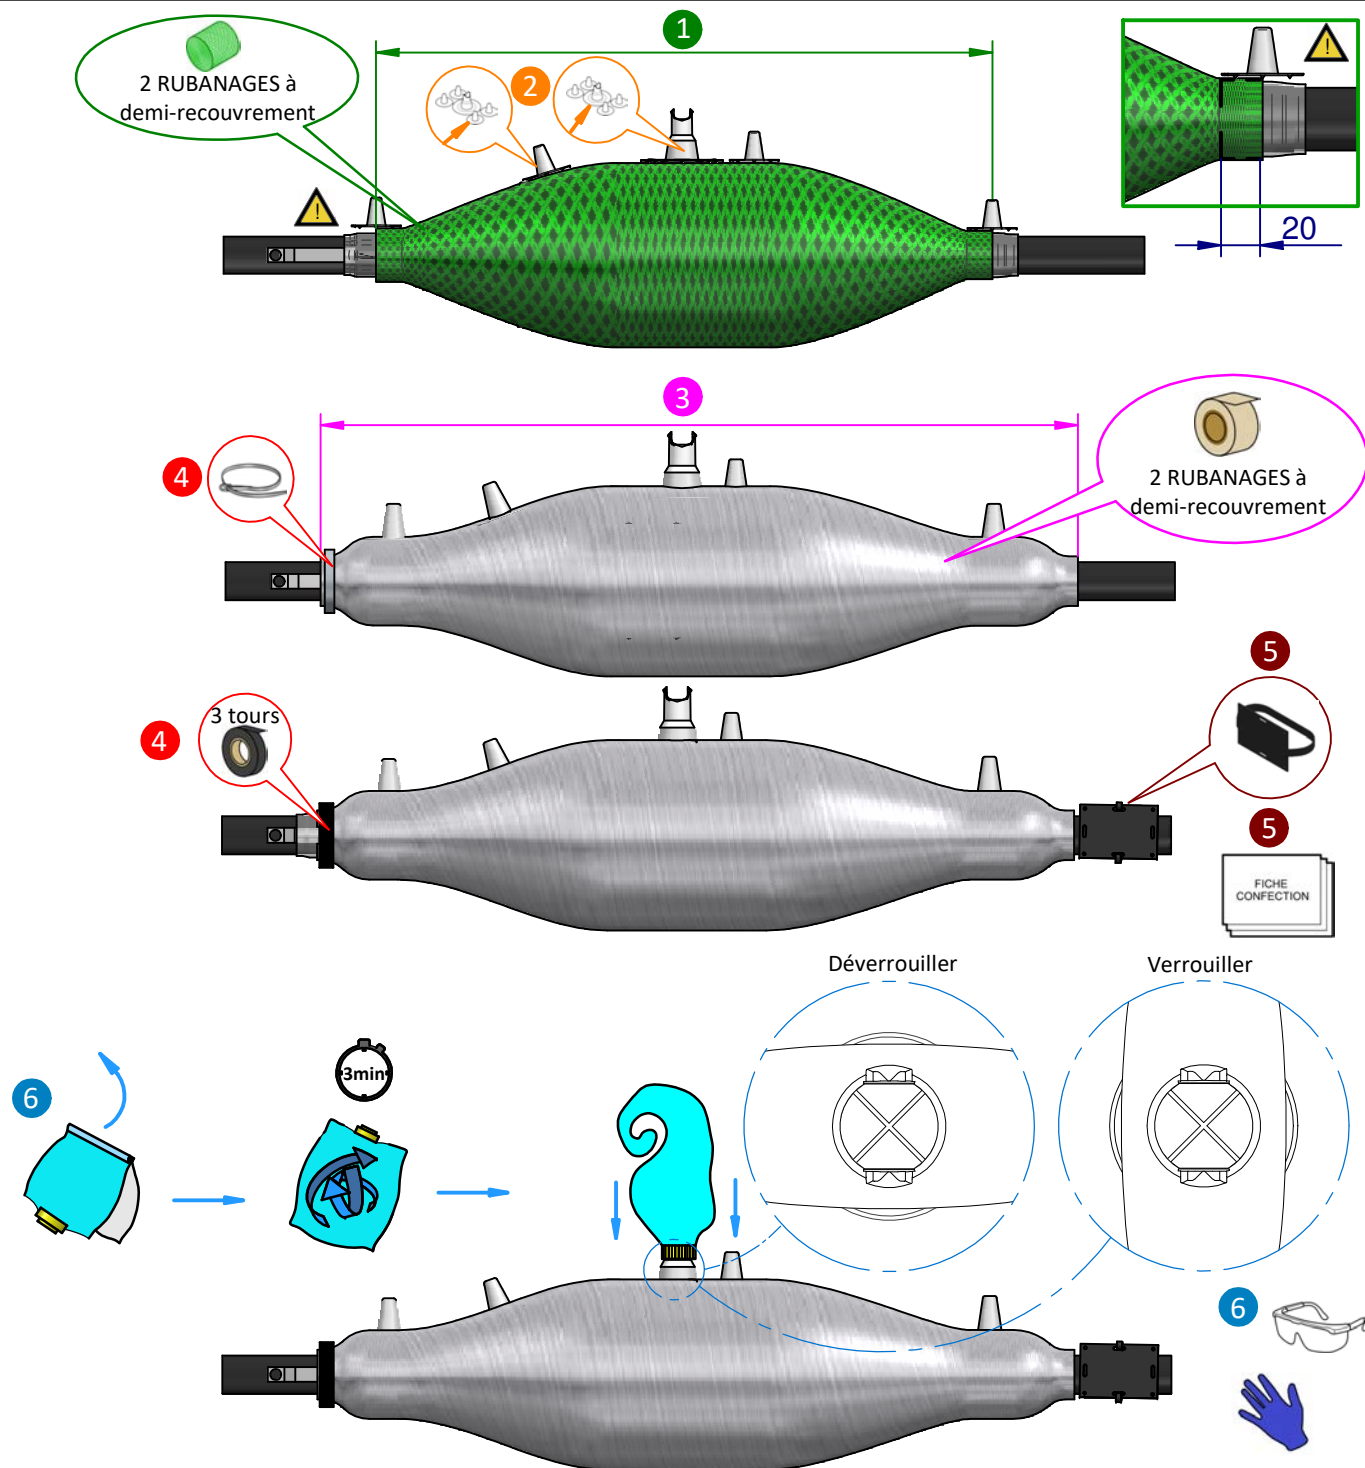 1
2 RUBANAGES à
demi-recouvrement
2
20
3
4
2 RUBANAGES à
demi-recouvrement
5
4
3 tours
5
FICHE
CONFECTION
Déverrouiller
Verrouiller
6
3min
6